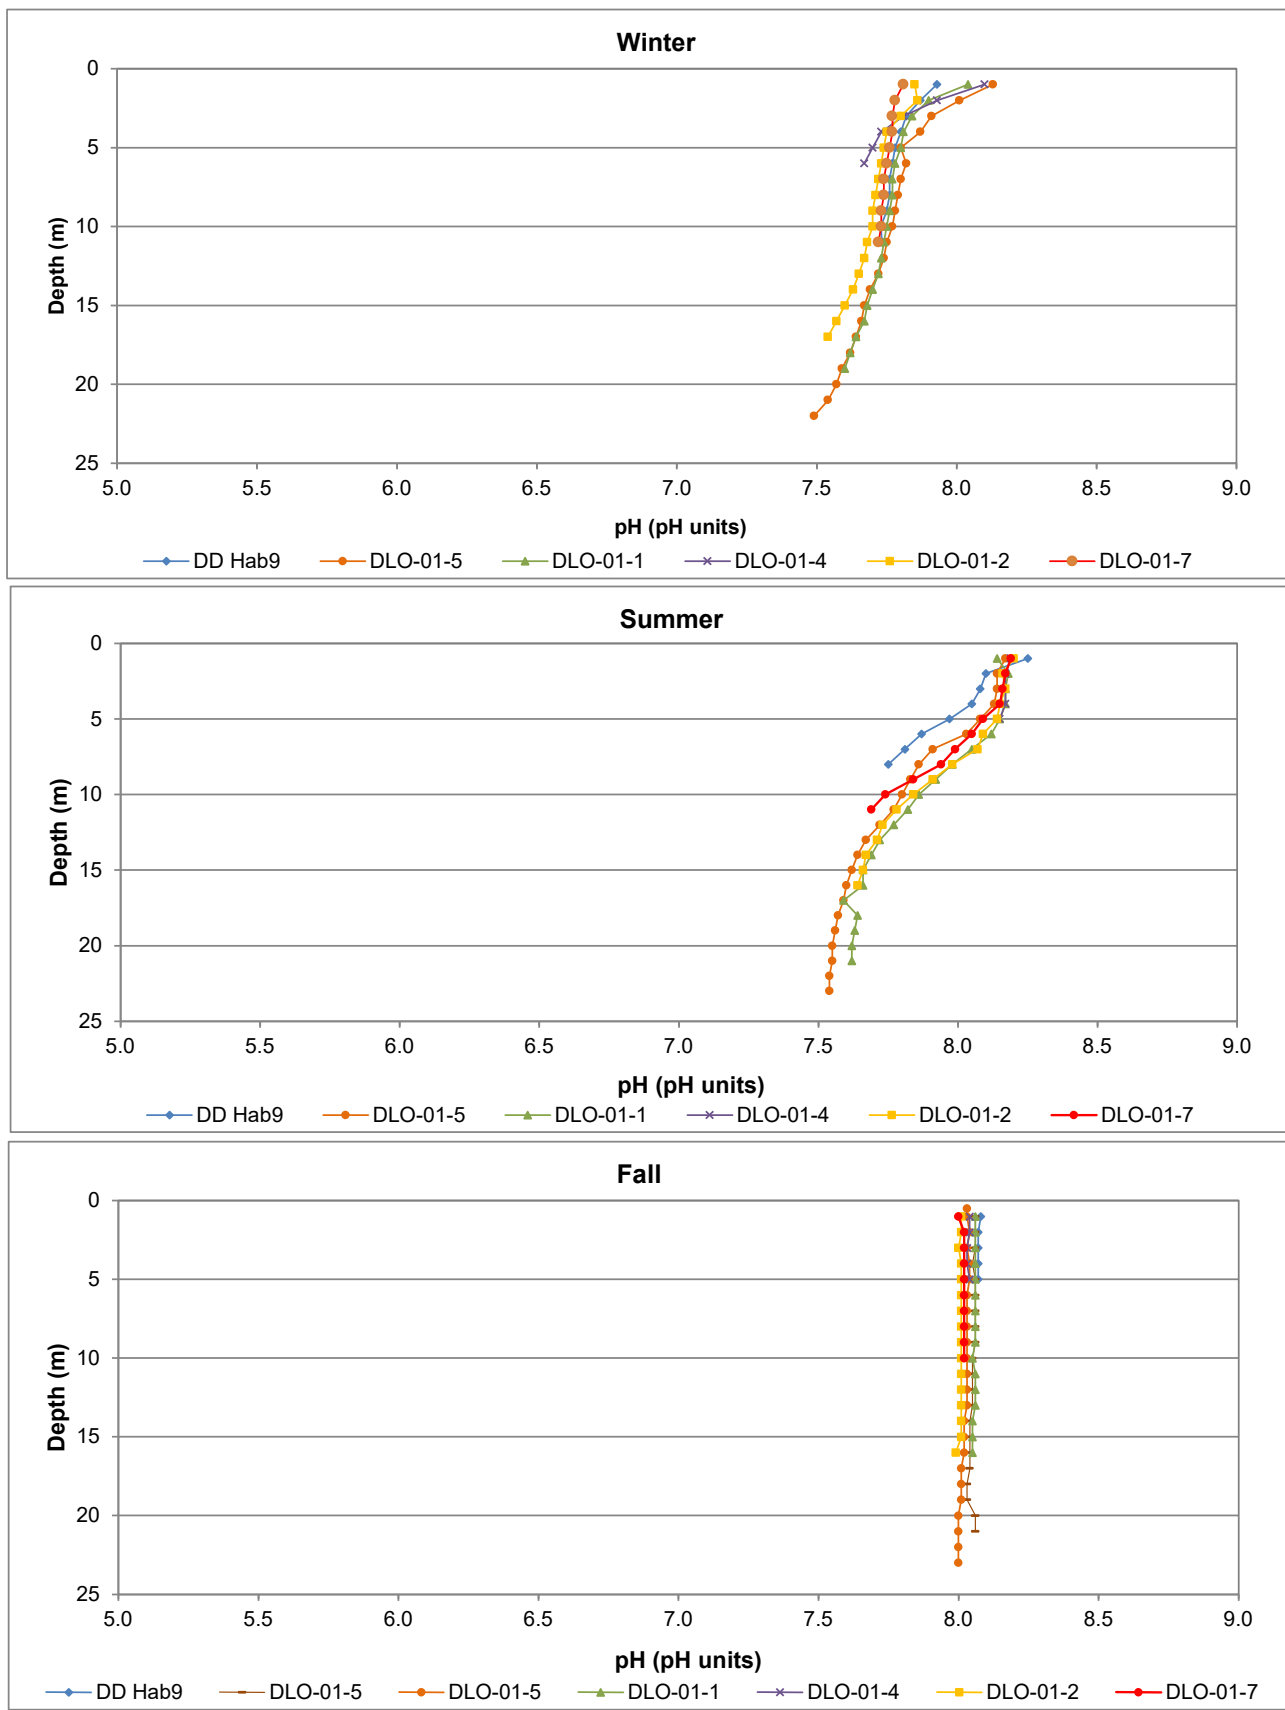 Winter
0
5
10
15
20
25
Depth (m)
5.0 5.5 6.0 6.5 7.0 7.5 8.0 8.5 9.0
pH (pH units)
DD Hab9 DLO-01-5 DLO-01-1 DLO-01-4 DLO-01-2 DLO-01-7
Summer
0
5
10
15
20
25
Depth (m)
5.0 5.5 6.0 6.5 7.0 7.5 8.0 8.5 9.0
pH (pH units)
DD Hab9 DLO-01-5 DLO-01-1 DLO-01-4 DLO-01-2 DLO-01-7
Fall
0
5
10
15
20
25
Depth (m)
5.0 5.5 6.0 6.5 7.0 7.5 8.0 8.5 9.0
pH (pH units)
DD Hab9 DLO-01-5 DLO-01-5 DLO-01-1 DLO-01-4 DLO-01-2 DLO-01-7